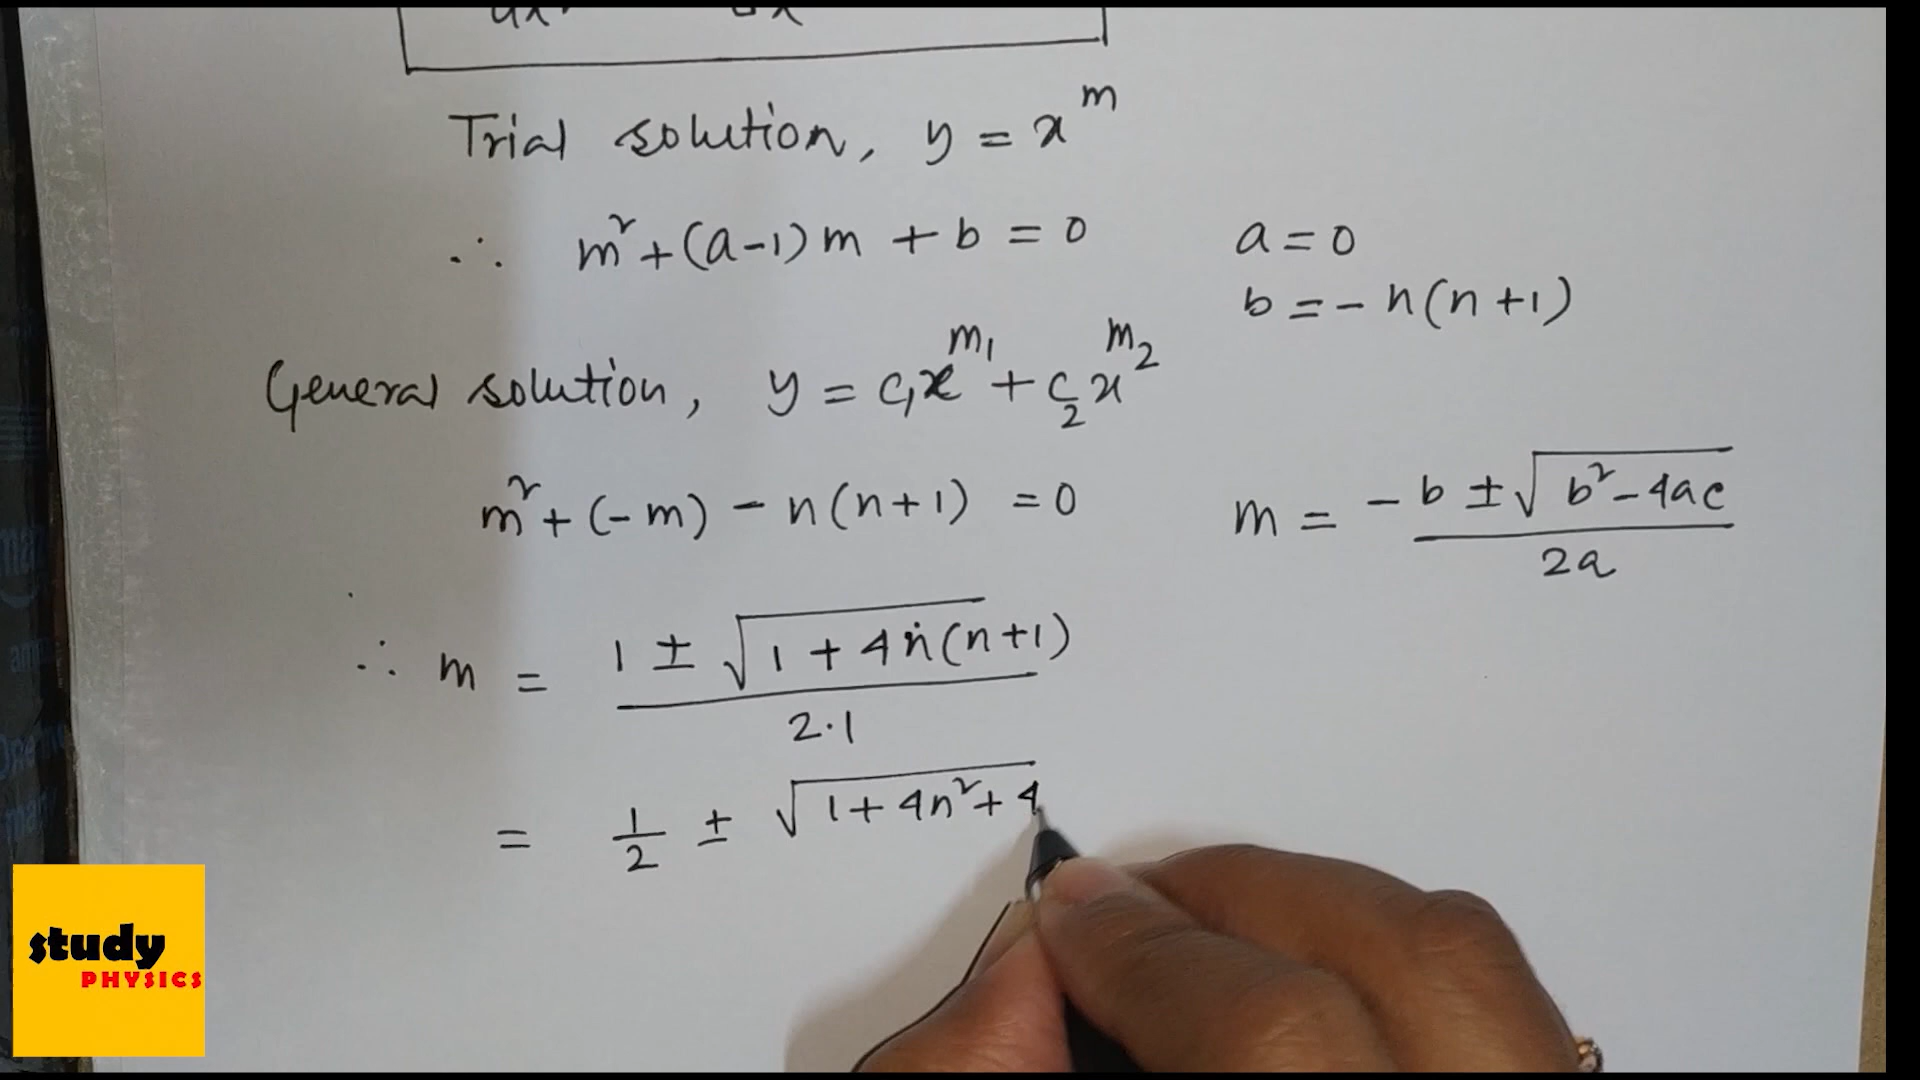 Trial solution, y = x^m
∴ m² + (a-1) m + b = 0
a = 0
b = - n(n+1)
General solution, y = c₁x^m₁ + c₂x^m₂
m² + (-m) - n(n+1) = 0
m = -b ± √(b² - 4ac) / 2a
∴ m = 1 ± √(1 + 4n(n+1)) / 2·1
= 1/2 ± √1 + 4n² + 4
study
PHYSICS